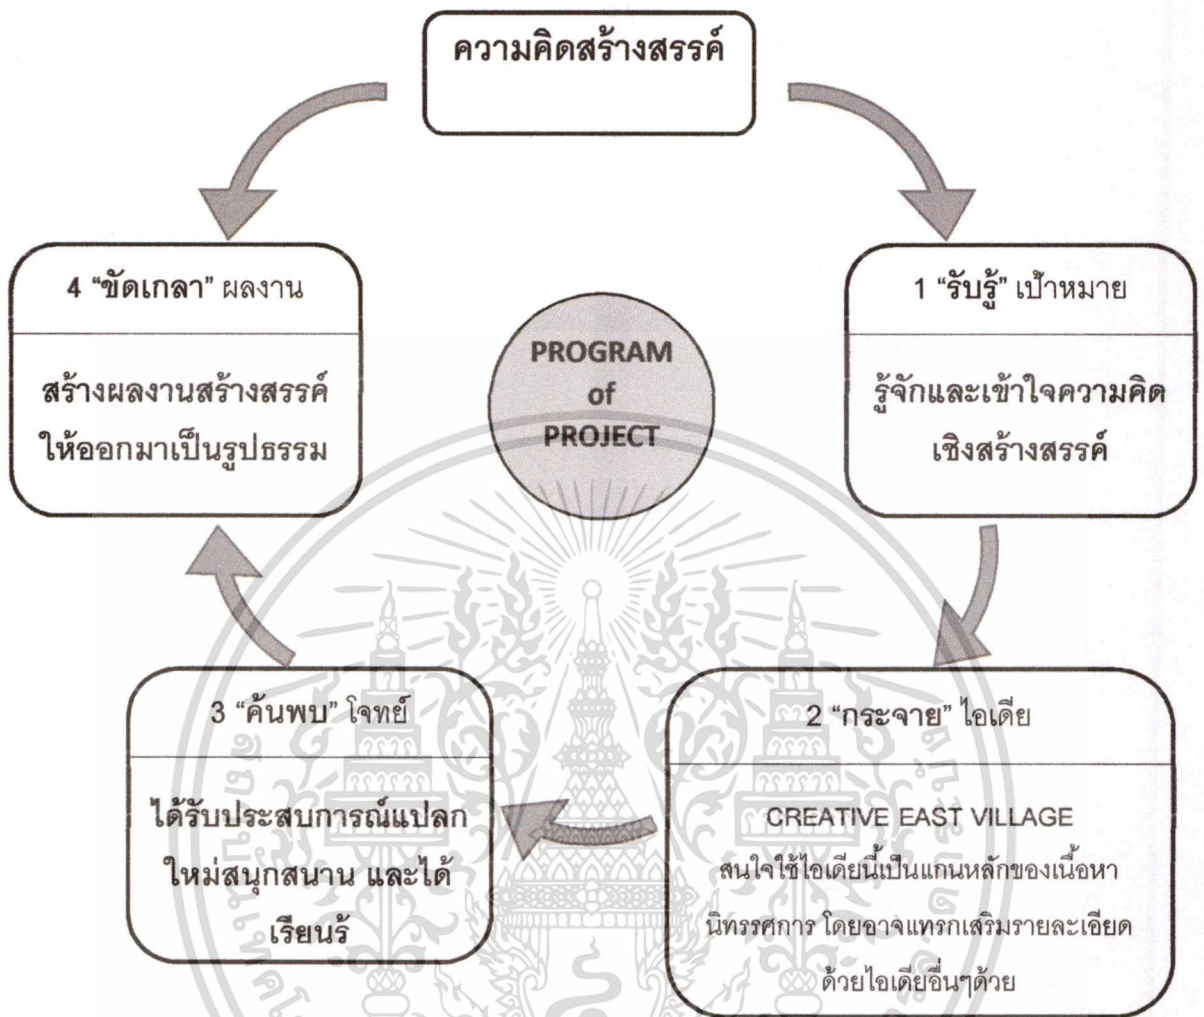 ความคิดสร้างสรรค์
4 “ขัดเกลา” ผลงาน
สร้างผลงานสร้างสรรค์
ให้ออกมาเป็นรูปธรรม
PROGRAM
of
PROJECT
1 “รับรู้” เป้าหมาย
รู้จักและเข้าใจความคิด
เชิงสร้างสรรค์
3 “ค้นพบ” โจทย์
ได้รับประสบการณ์แปลก
ใหม่สนุกสนาน และได้
เรียนรู้
2 “กระจาย” ไอเดีย
CREATIVE EAST VILLAGE
สนใจใช้ไอเดียนี้เป็นแกนหลักของเนื้อหา
นิทรรศการ โดยอาจแทรกเสริมรายละเอียด
ด้วยไอเดียอื่นๆด้วย